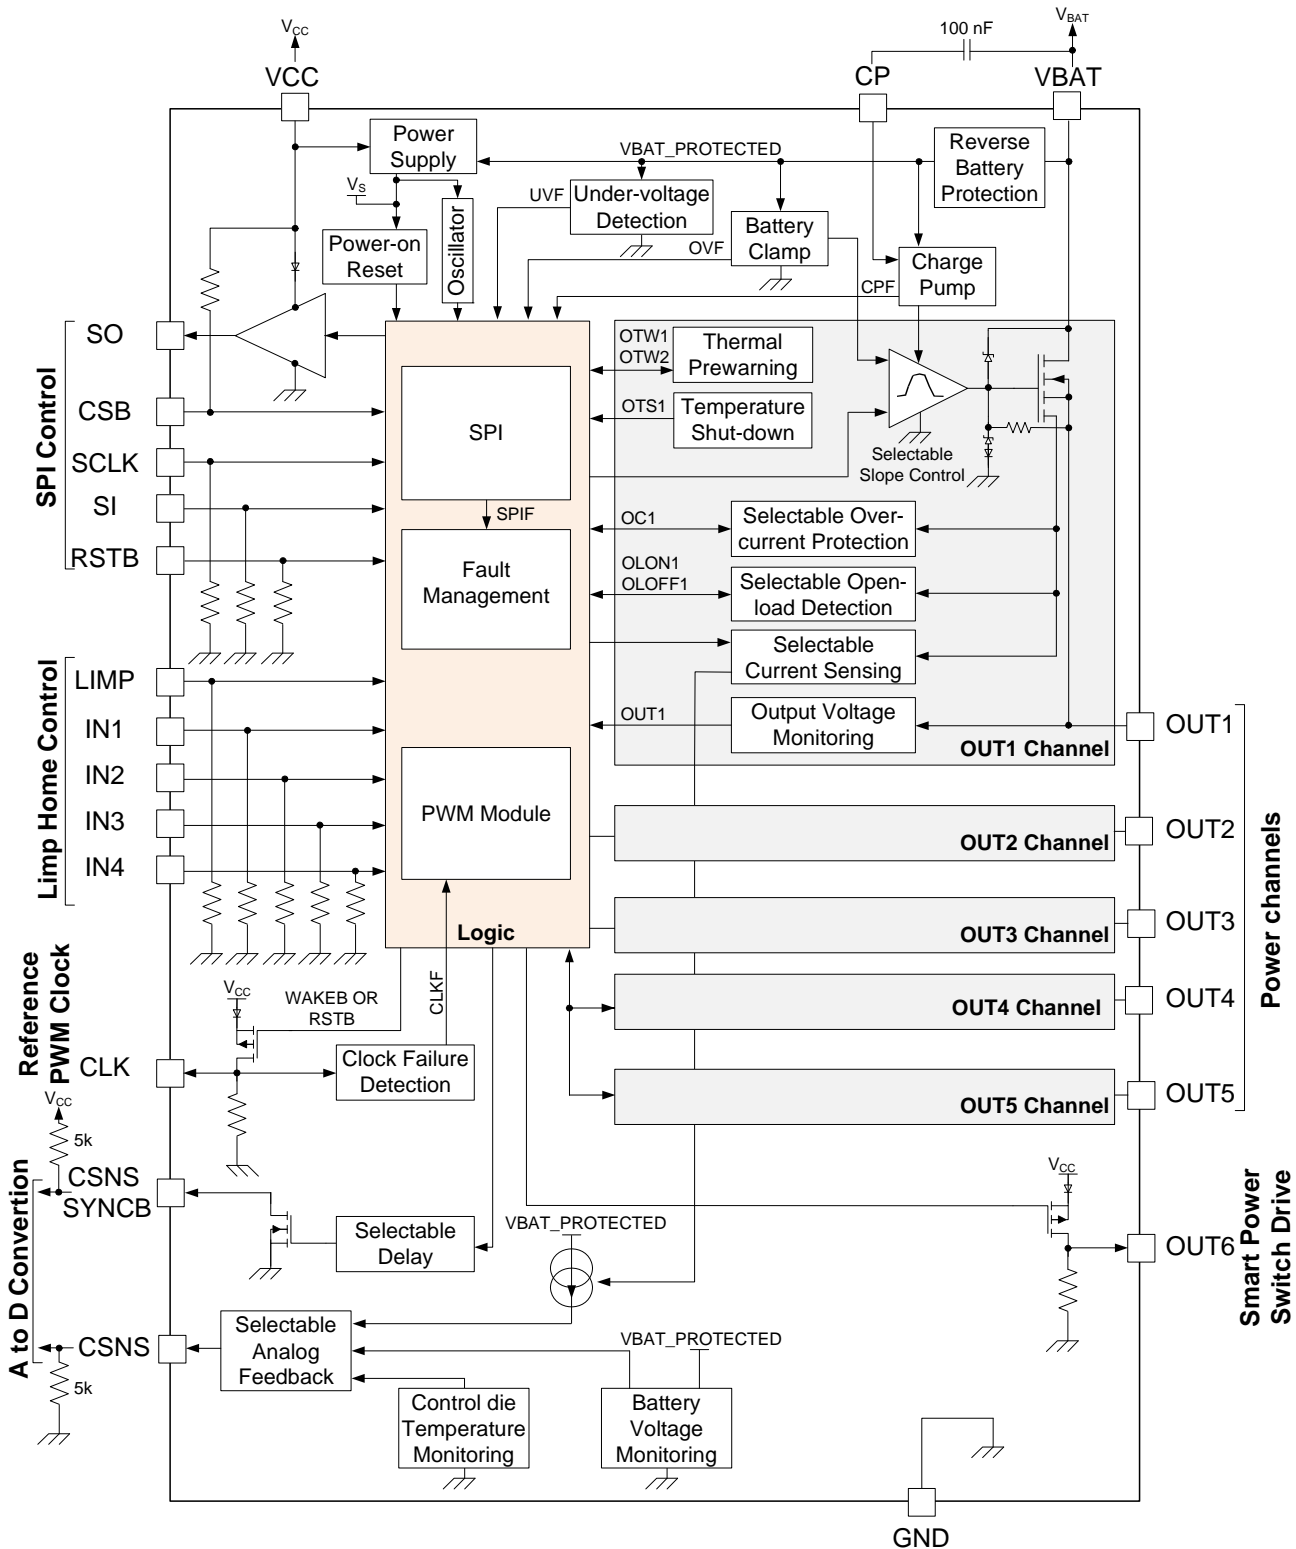 VCC
100 nF
VBAT
VCC
CP
VBAT
Power
Supply
VBAT_PROTECTED
Reverse
Battery
Protection
VS
UVF
Under-voltage
Detection
Oscillator
Power-on
Reset
Battery
Clamp
OVF
Charge
Pump
CPF
SPI Control
SO
CSB
SCLK
SI
RSTB
SPI
SPIF
Fault
Management
OTW1
OTW2
Thermal
Prewarning
OTS1
Temperature
Shut-down
Selectable
Slope Control
OC1
Selectable Over-
current Protection
OLON1
OLOFF1
Selectable Open-
load Detection
Selectable
Current Sensing
OUT1
Output Voltage
Monitoring
OUT1 Channel
Limp Home Control
LIMP
IN1
IN2
IN3
IN4
PWM Module
Logic
OUT2 Channel
OUT3 Channel
OUT4 Channel
OUT5 Channel
OUT1
OUT2
OUT3
OUT4
OUT5
Power channels
Reference
PWM Clock
VCC
WAKEB OR
RSTB
CLKF
CLK
Clock Failure
Detection
VCC
5k
A to D Convertion
CSNS
SYNCB
Selectable
Delay
VBAT_PROTECTED
VCC
OUT6
Smart Power
Switch Drive
CSNS
5k
Selectable
Analog
Feedback
VBAT_PROTECTED
Control die
Temperature
Monitoring
Battery
Voltage
Monitoring
GND